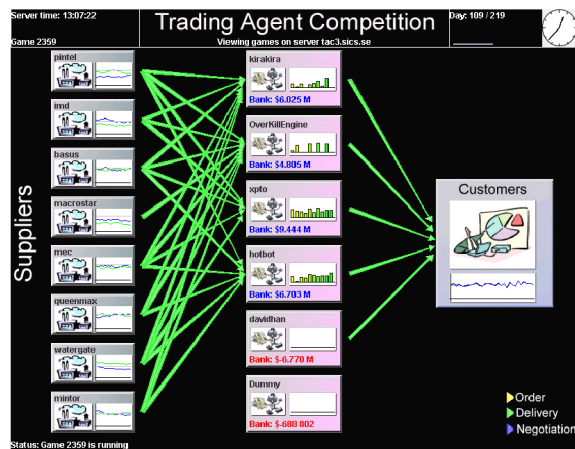 Server time: 13:07:22
Trading Agent Competition
Day: 109 / 219
Game 2359
Viewing games on server tac3.sics.se
Suppliers
pintel
imd
basus
macrostar
mec
queenmax
watergate
mintor
kirakira
Bank: $6.025 M
OverKillEngine
Bank: $4.805 M
xpto
Bank: $9.444 M
hotbot
Bank: $6.703 M
davidhan
Bank: $-6.770 M
Dummy
Bank: $-688 802
Customers
Order
Delivery
Negotiation
Status: Game 2359 is running